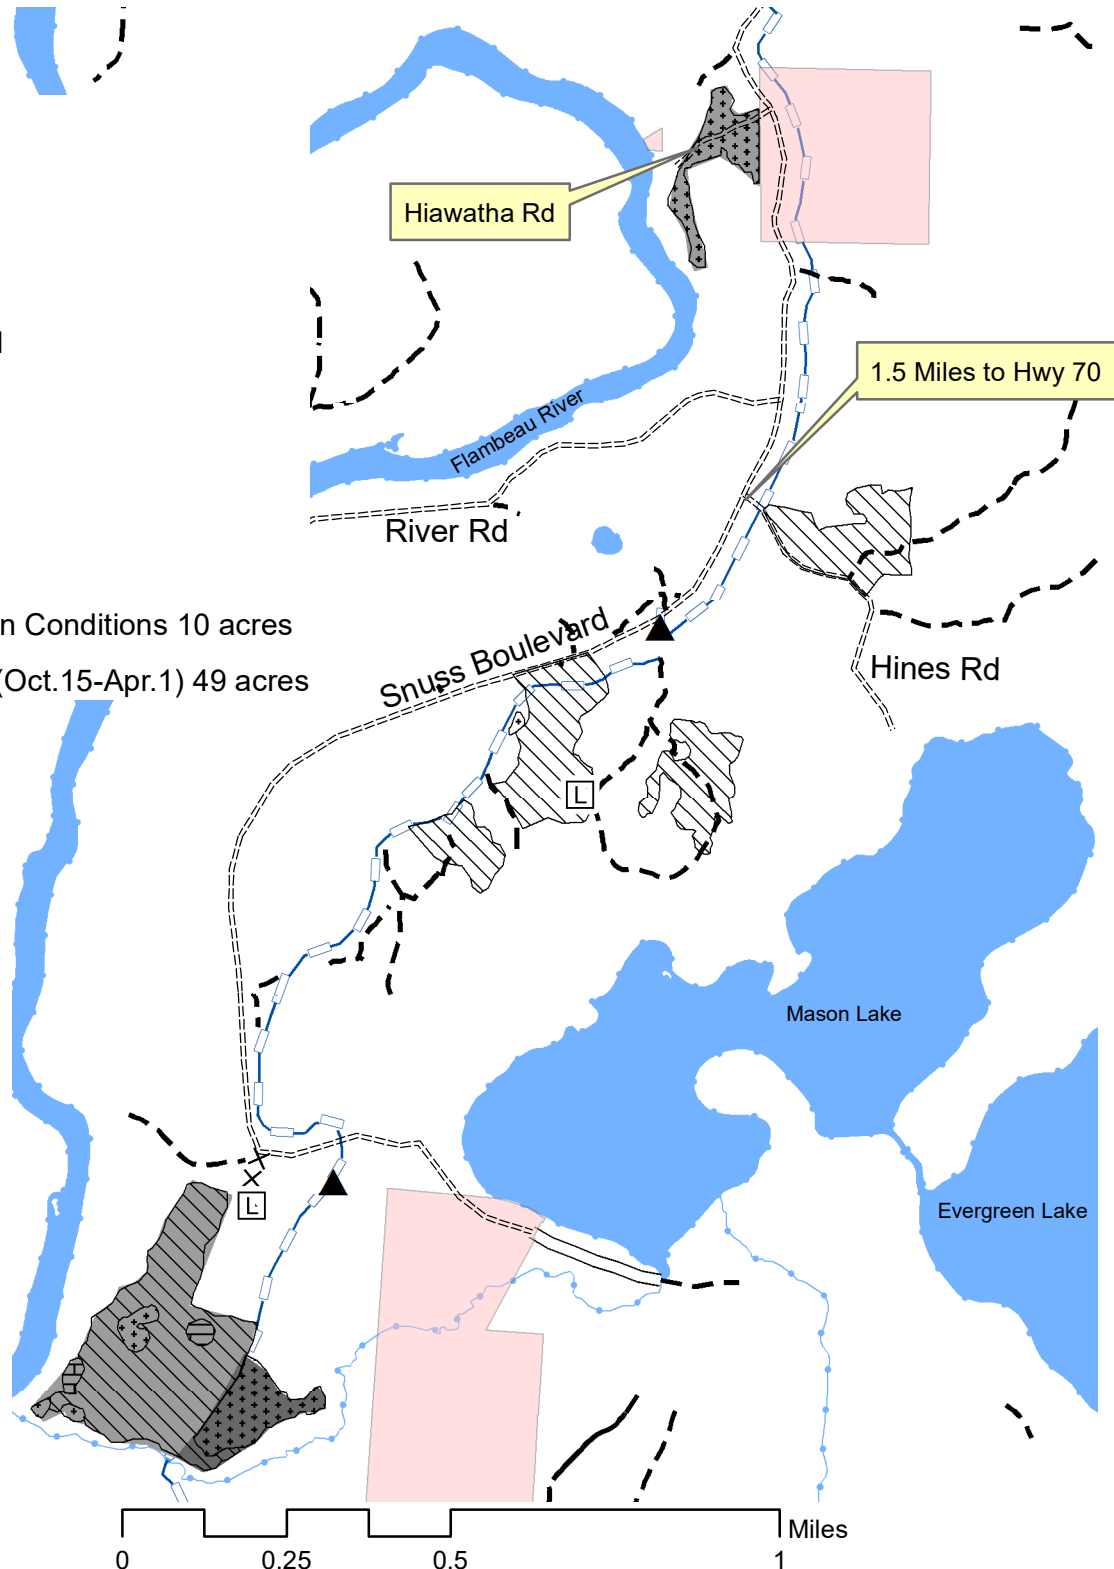 Hiawatha Rd
1.5 Miles to Hwy 70
Flambeau River
River Rd
n Conditions 10 acres
Snuss Boulevard
(Oct.15-Apr.1) 49 acres
Hines Rd
L
Mason Lake
L
Evergreen Lake
Miles
0 0.25 0.5 1